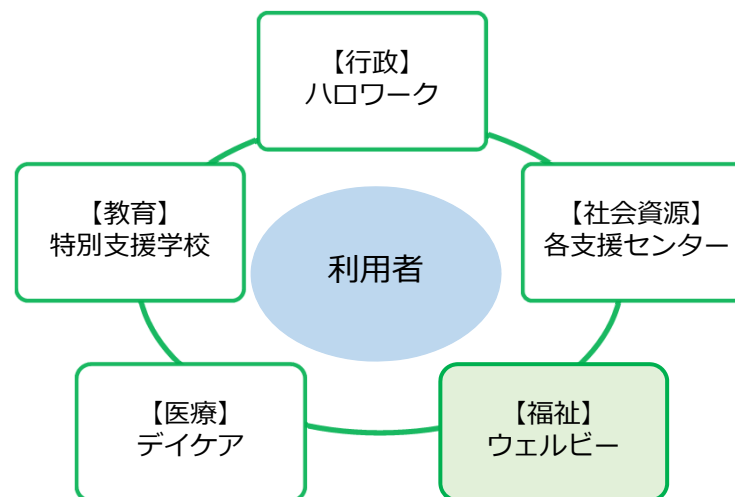 【行政】
ハロワーク
【教育】
特別支援学校
【社会資源】
各支援センター
利用者
【医療】
デイケア
【福祉】
ウェルビー